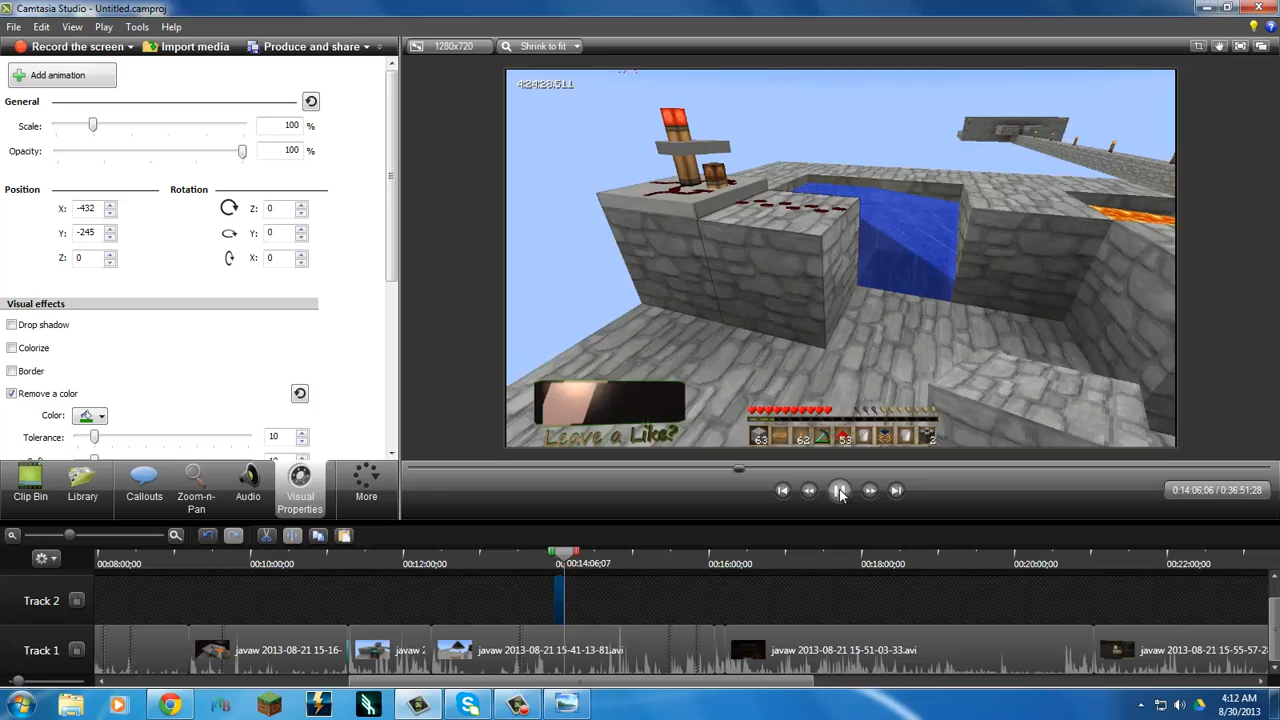 Camtasia Studio - Untitled.camproj
File Edit View Play Tools Help
Record the screen Import media Produce and share
1280x720 Shrink to fit
Add animation
General
Scale: 100 %
Opacity: 100 %
Position Rotation
X: -432 Z: 0
Y: -245 Y: 0
Z: 0 X: 0
Visual effects
Drop shadow
Colorize
Border
Remove a color
Color:
Tolerance: 10
4:24:28:511
Leave a Like?
63 62 53 2
Clip Bin Library Callouts Zoom-n-Pan Audio Visual Properties More
0:14:06;06 / 0:36:51;28
00:08:00;00 00:10:00;00 00:12:00;00 00:14:06;07 00:16:00;00 00:18:00;00 00:20:00;00 00:22:00;00
Track 2
Track 1 javaw 2013-08-21 15-16- javaw 2 javaw 2013-08-21 15-41-13-81.avi javaw 2013-08-21 15-51-03-33.avi javaw 2013-08-21 15-55-57-2
4:12 AM
8/30/2013